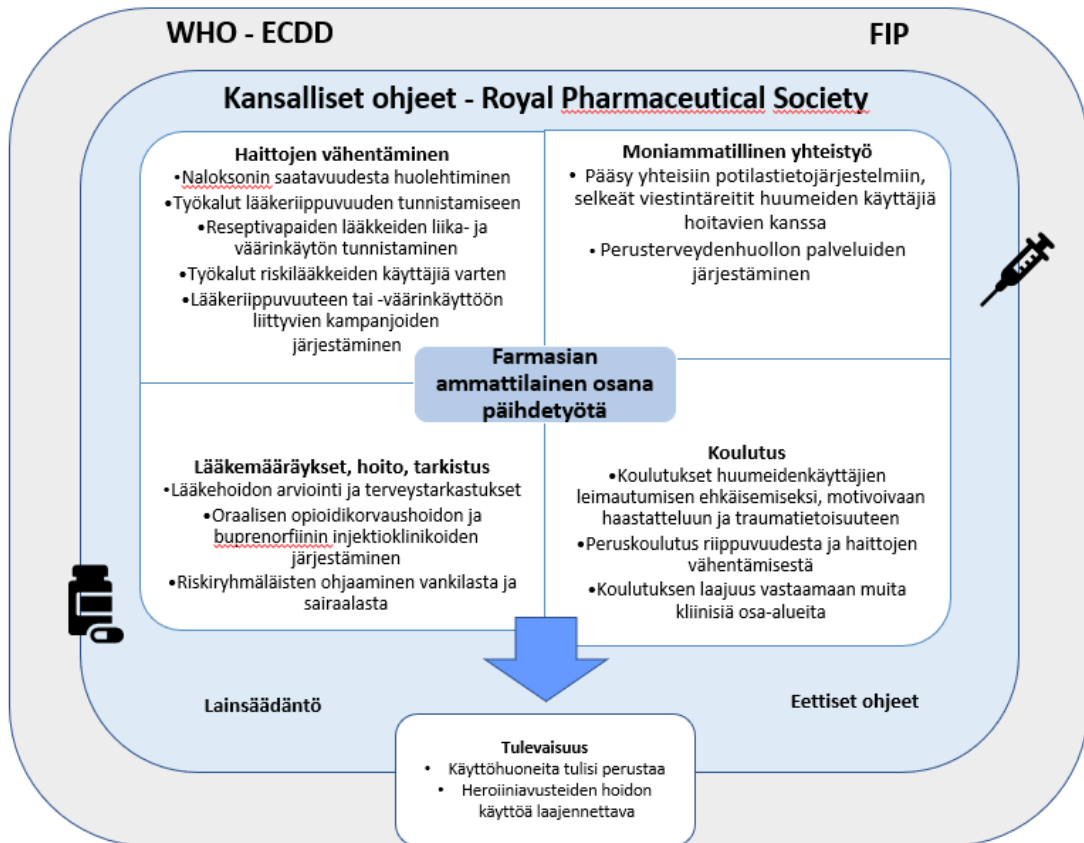 WHO - ECDD
FIP
Kansalliset ohjeet - Royal Pharmaceutical Society
Haittojen vähentäminen
•Naloksonin saatavuudesta huolehtiminen
•Työkalut lääkeriippuvuuden tunnistamiseen
•Reseptivapaiden lääkkeiden liika- ja
väärinkäytön tunnistaminen
•Työkalut riskilääkkeiden käyttäjiä varten
•Lääkeriippuvuuteen tai -väärinkäyttöön
liittyvien kampanjoiden
järjestäminen
Moniammatillinen yhteistyö
• Pääsy yhteisiin potilastietojärjestelmiin,
selkeät viestintäreitit huumeiden käyttäjiä
hoitavien kanssa
• Perusterveydenhuollon palveluiden
järjestäminen
Farmasian
ammattilainen osana
päihdetyötä
Lääkemääräykset, hoito, tarkistus
•Lääkehoidon arviointi ja terveystarkastukset
•Oraalisen opioidikorvaushoidon ja
buprenorfiinin injektioklinikoiden
järjestäminen
•Riskiryhmäläisten ohjaaminen vankilasta ja
sairaalasta
Koulutus
•Koulutukset huumeidenkäyttäjien
leimautumisen ehkäisemiseksi, motivoivaan
haastatteluun ja traumatietoisuuteen
•Peruskoulutus riippuvuudesta ja haittojen
vähentämisestä
•Koulutuksen laajuus vastaamaan muita
kliinisiä osa-alueita
Lainsäädäntö
Eettiset ohjeet
Tulevaisuus
• Käyttöhuoneita tulisi perustaa
• Heroiiniavusteiden hoidon
käyttöä laajennettava